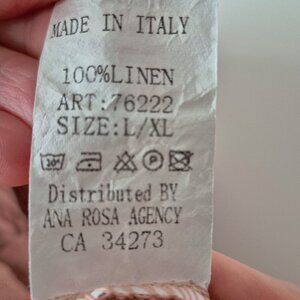 MADE IN ITALY
100%LINEN
ART:76222
SIZE:L/XL
Distributed BY
ANA ROSA AGENCY
CA 34273